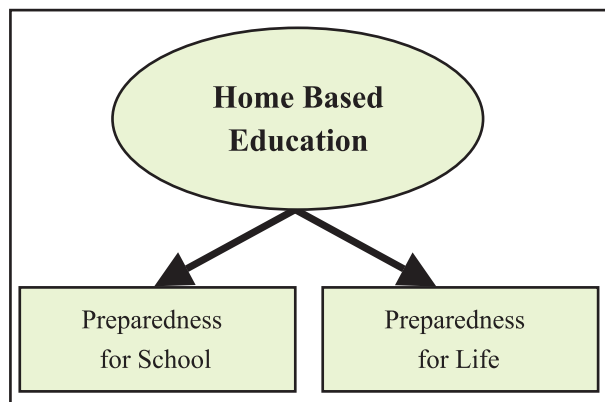 Home Based
Education
Preparedness
for School
Preparedness
for Life